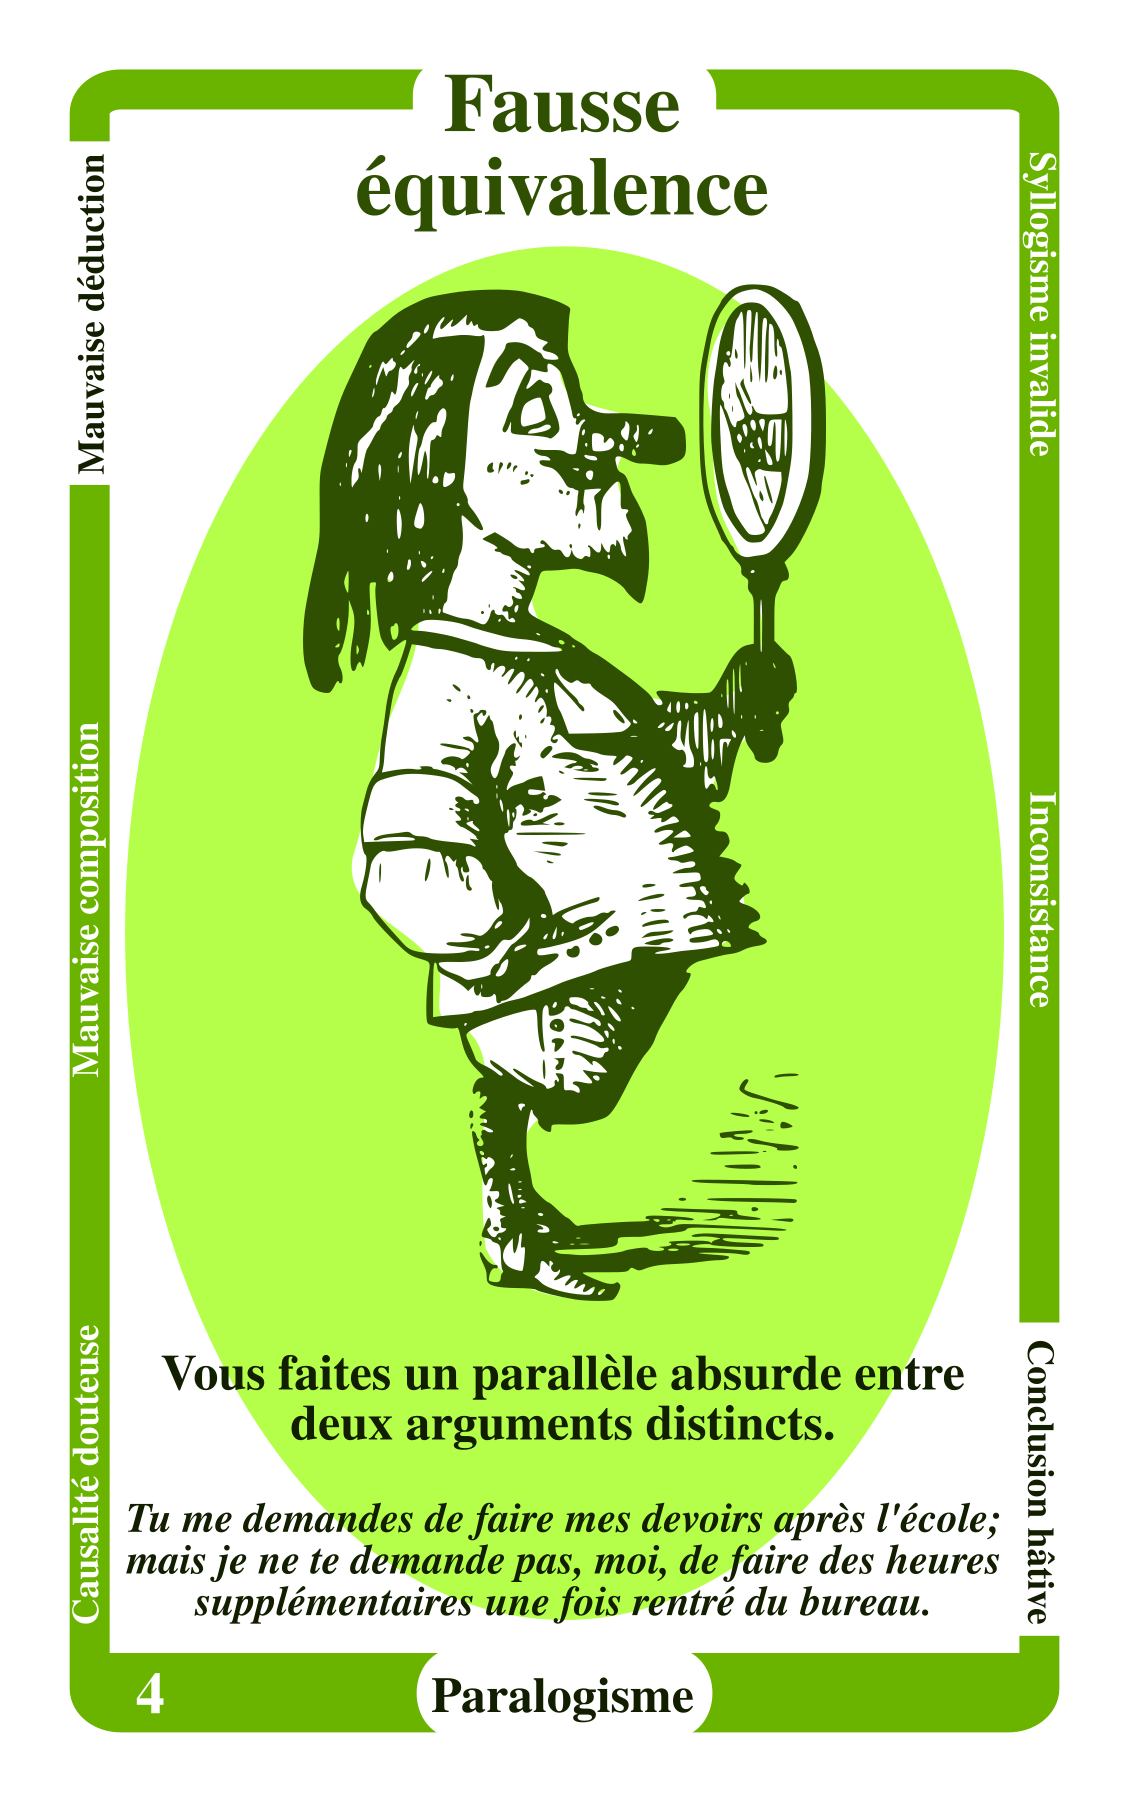 Fausse
équivalence
Mauvaise déduction
Mauvaise composition
Causalité douteuse
Syllogisme invalide
Inconsistance
Conclusion hâtive
Vous faites un parallèle absurde entre
deux arguments distincts.
Tu me demandes de faire mes devoirs après l'école;
mais je ne te demande pas, moi, de faire des heures
supplémentaires une fois rentré du bureau.
4
Paralogisme